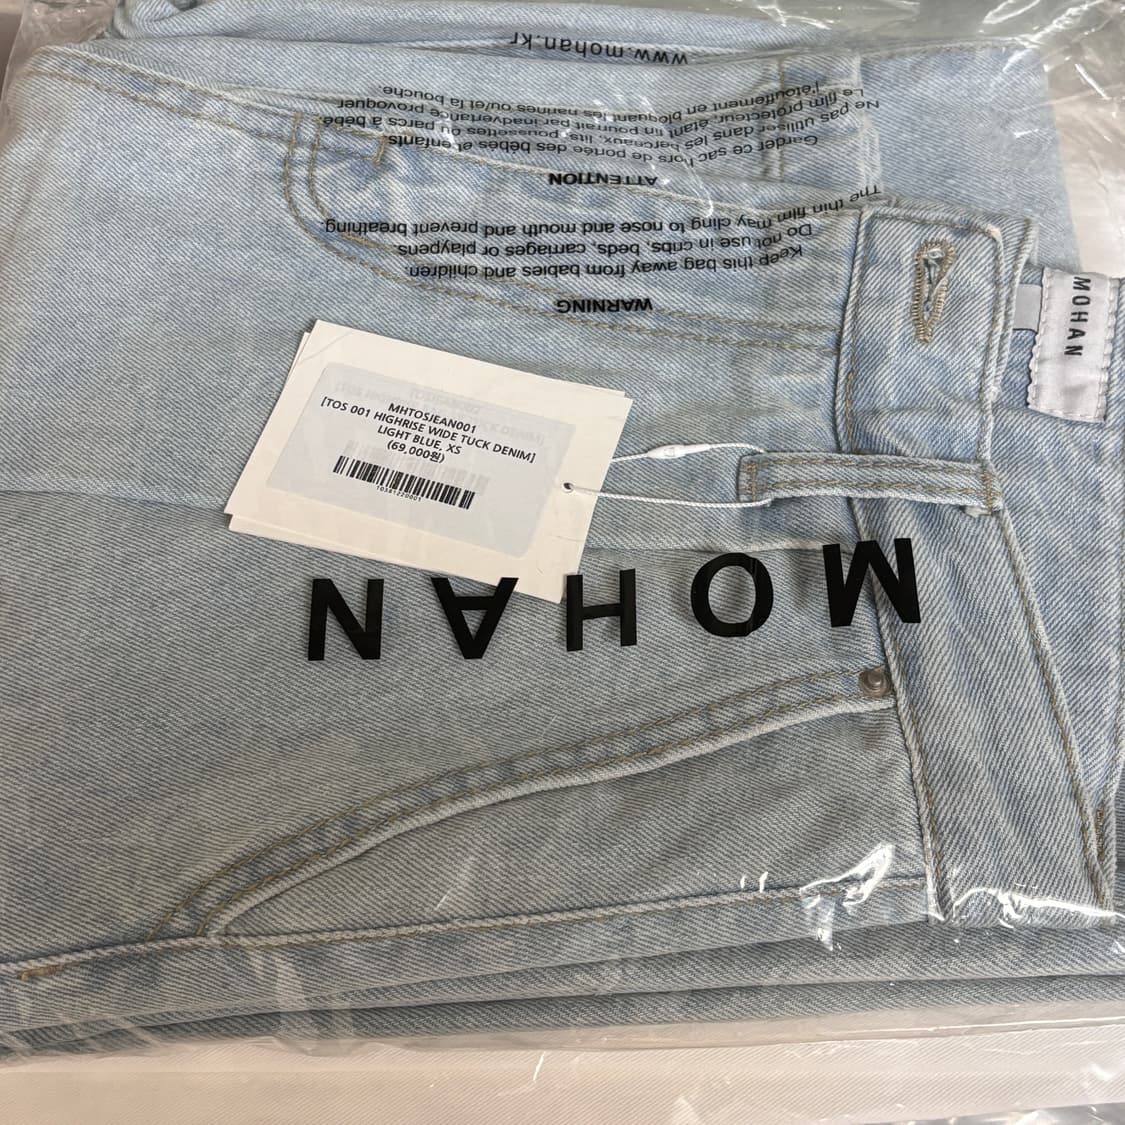 WARNING
Keep this bag away from babies and children.
Do not use in cribs, beds, carriages or playpens.
The thin film may cling to nose and mouth and prevent breathing
ATTENTION
Garder ce sac hors de portée des bébés et enfants.
Ne pas utiliser dans les berceaux, lits, poussettes ou parcs à bébé.
Le film protecteur, étant fin pourrait par inadvertance provoquer
l'étouffement en bloquant les narines ou/et la bouche.
www.mohan.kr
MOHAN
MHTOSJEAN001
[TOS 001 HIGHRISE WIDE TUCK DENIM]
LIGHT BLUE, XS
(69,000원)
MOHAN